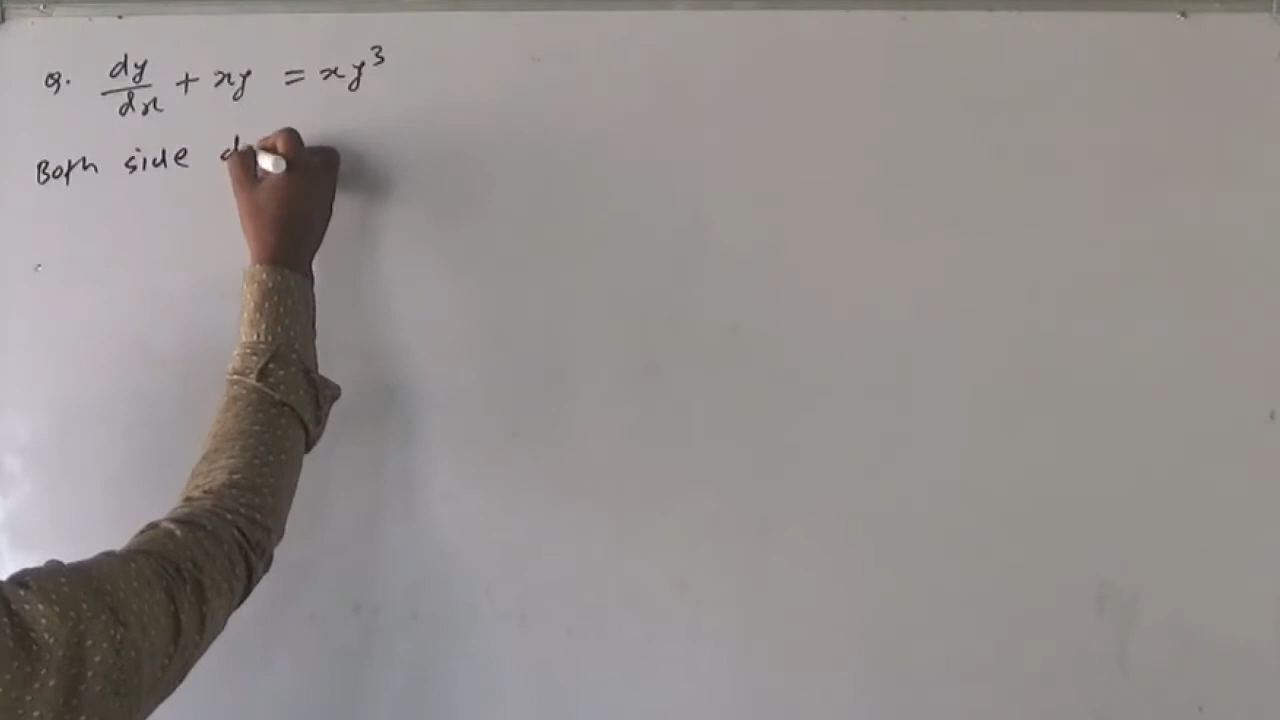 Q. dy/dx + xy = xy³
Both side